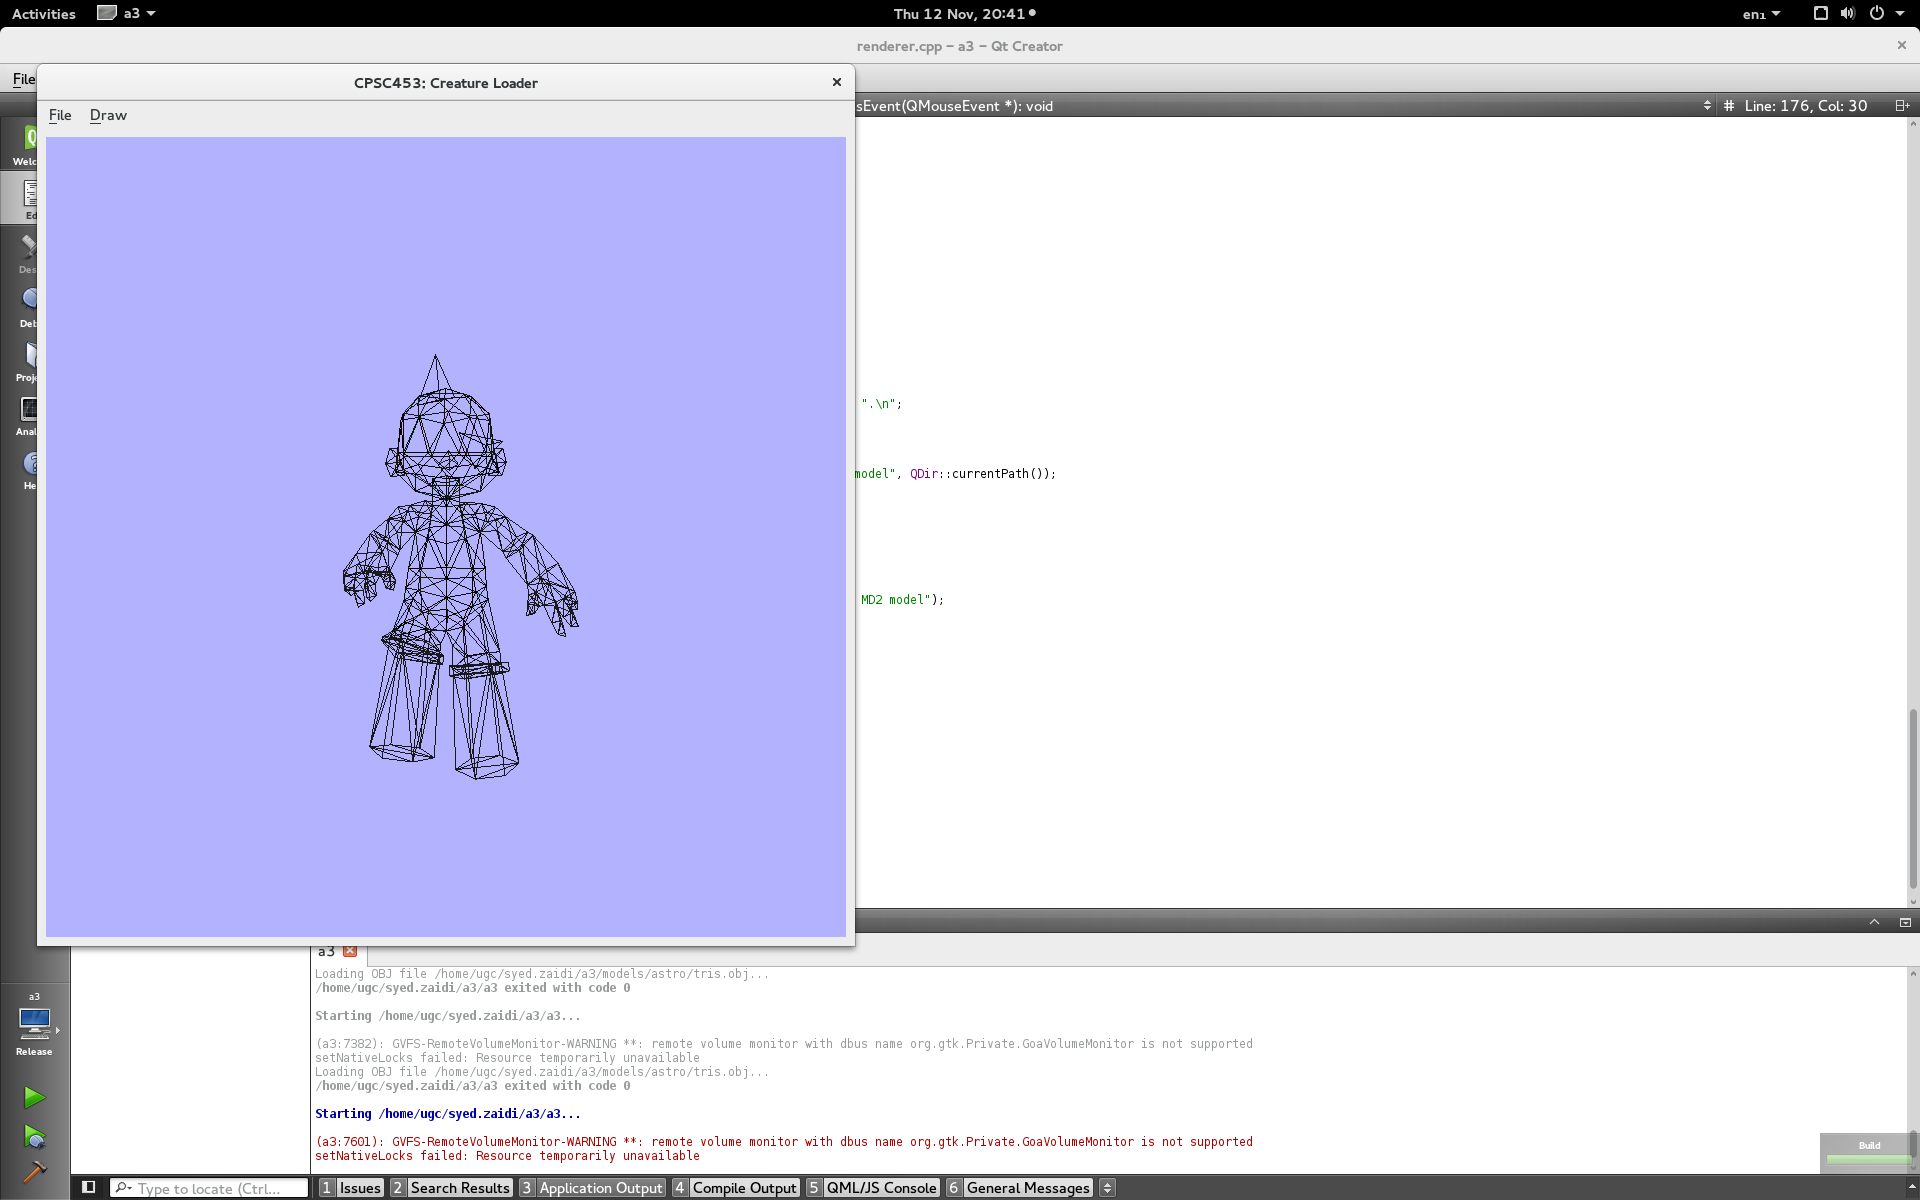 Activities a3 Thu 12 Nov, 20:41 en₁
renderer.cpp - a3 - Qt Creator
File
CPSC453: Creature Loader
sEvent(QMouseEvent *): void # Line: 176, Col: 30
File Draw
Welc
Ed
Des
Deb
Proje
Anal
He
".\n";
model", QDir::currentPath());
MD2 model");
a3
Loading OBJ file /home/ugc/syed.zaidi/a3/models/astro/tris.obj...
/home/ugc/syed.zaidi/a3/a3 exited with code 0
Starting /home/ugc/syed.zaidi/a3/a3...
(a3:7382): GVFS-RemoteVolumeMonitor-WARNING **: remote volume monitor with dbus name org.gtk.Private.GoaVolumeMonitor is not supported
setNativeLocks failed: Resource temporarily unavailable
Loading OBJ file /home/ugc/syed.zaidi/a3/models/astro/tris.obj...
/home/ugc/syed.zaidi/a3/a3 exited with code 0
Starting /home/ugc/syed.zaidi/a3/a3...
(a3:7601): GVFS-RemoteVolumeMonitor-WARNING **: remote volume monitor with dbus name org.gtk.Private.GoaVolumeMonitor is not supported
setNativeLocks failed: Resource temporarily unavailable
a3
Release
Build
Type to locate (Ctrl... 1 Issues 2 Search Results 3 Application Output 4 Compile Output 5 QML/JS Console 6 General Messages